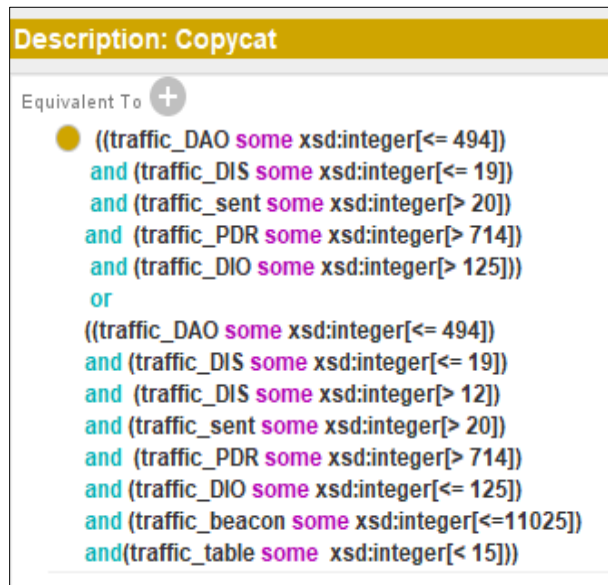 Description: Copycat
Equivalent To
((traffic_DAO some xsd:integer[<= 494])
and (traffic_DIS some xsd:integer[<= 19])
and (traffic_sent some xsd:integer[> 20])
and (traffic_PDR some xsd:integer[> 714])
and (traffic_DIO some xsd:integer[> 125]))
or
((traffic_DAO some xsd:integer[<= 494])
and (traffic_DIS some xsd:integer[<= 19])
and (traffic_DIS some xsd:integer[> 12])
and (traffic_sent some xsd:integer[> 20])
and (traffic_PDR some xsd:integer[> 714])
and (traffic_DIO some xsd:integer[<= 125])
and (traffic_beacon some xsd:integer[<=11025])
and(traffic_table some xsd:integer[< 15]))